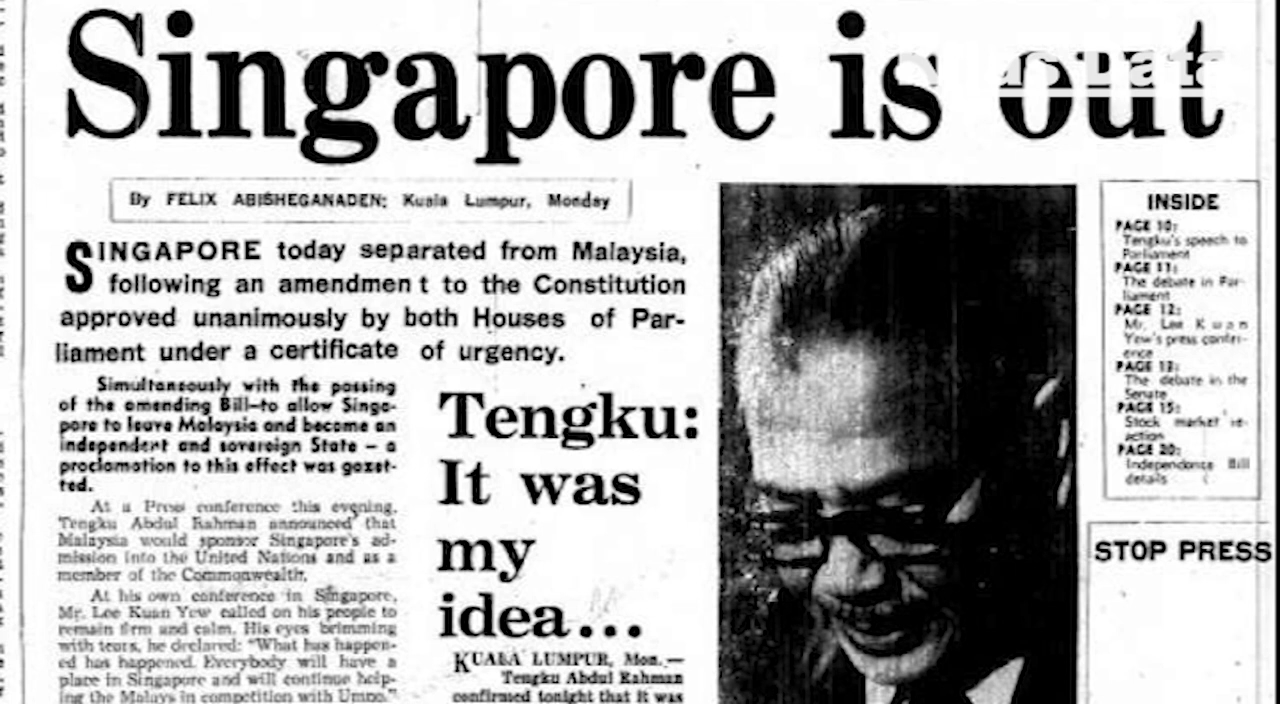 Singapore is out
By FELIX ABISHEGANADEN: Kuala Lumpur, Monday
SINGAPORE today separated from Malaysia,
following an amendment to the Constitution
approved unanimously by both Houses of Par-
liament under a certificate of urgency.
Simultaneously with the passing
of the amending Bill—to allow Singa-
pore to leave Malaysia and become an
independent and sovereign State — a
proclamation to this effect was gazet-
ted.
At a Press conference this evening,
Tengku Abdul Rahman announced that
Malaysia would sponsor Singapore's ad-
mission into the United Nations and as a
member of the Commonwealth.
At his own conference in Singapore,
Mr. Lee Kuan Yew called on his people to
remain firm and calm. His eyes brimming
with tears, he declared: "What has happen-
ed has happened. Everybody will have a
place in Singapore and will continue help-
ing the Malays in competition with Umno."
Tengku:
It was
my
idea...
KUALA LUMPUR, Mon.—
Tengku Abdul Rahman
confirmed tonight that it was
INSIDE
PAGE 10:
Tengku's speech to
Parliament
PAGE 11:
The debate in Par-
liament
PAGE 12:
Mr. Lee Kuan
Yew's press confer-
ence
PAGE 13:
The debate in the
Senate
PAGE 15:
Stock market re-
action
PAGE 20:
Independence Bill
details
STOP PRESS